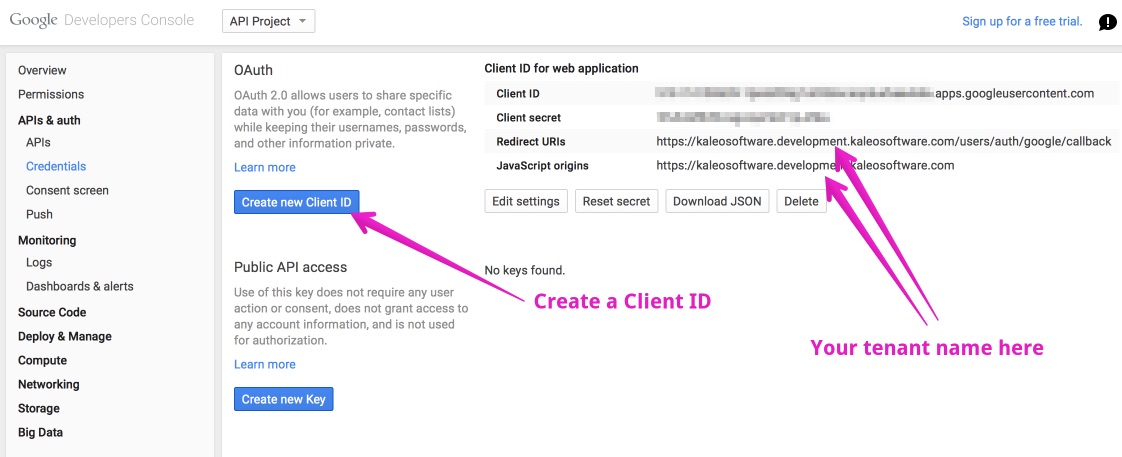 Google Developers Console API Project Sign up for a free trial.
Overview
Permissions
APIs & auth
APIs
Credentials
Consent screen
Push
Monitoring
Logs
Dashboards & alerts
Source Code
Deploy & Manage
Compute
Networking
Storage
Big Data
OAuth
OAuth 2.0 allows users to share specific
data with you (for example, contact lists)
while keeping their usernames, passwords,
and other information private.
Learn more
Create new Client ID
Client ID for web application
Client ID .apps.googleusercontent.com
Client secret
Redirect URIs https://kaleosoftware.development.kaleosoftware.com/users/auth/google/callback
JavaScript origins https://kaleosoftware.development.kaleosoftware.com
Edit settings Reset secret Download JSON Delete
Public API access
Use of this key does not require any user
action or consent, does not grant access to
any account information, and is not used
for authorization.
Learn more
Create new Key
No keys found.
Create a Client ID
Your tenant name here